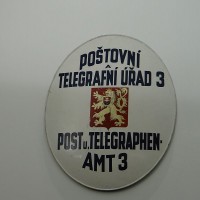 POŠTOVNÍ
TELEGRAFNÍ ÚŘAD 3
POST u. TELEGRAPHEN-
AMT 3